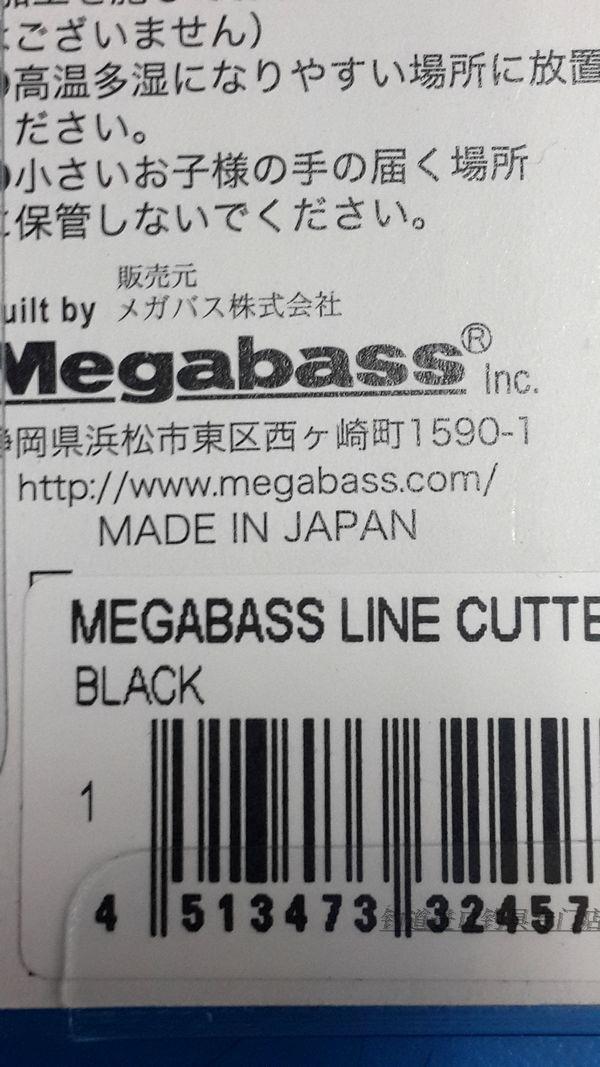 ございません）
高温多湿になりやすい場所に放置
ださい。
小さいお子様の手の届く場所
に保管しないでください。
販売元
uilt by メガバス株式会社
Megabass® Inc.
静岡県浜松市東区西ヶ崎町1590-1
http://www.megabass.com/
MADE IN JAPAN
MEGABASS LINE CUTTE
BLACK
1
4 513473 32457